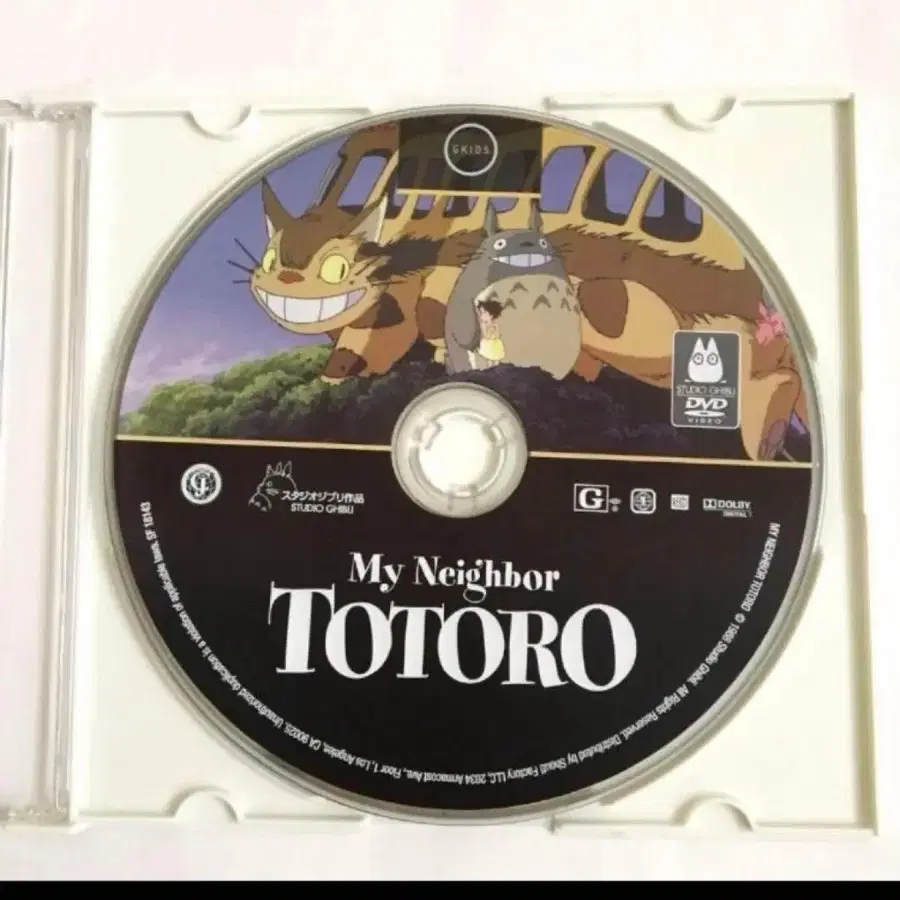 GKIDS
STUDIO GHIBLI
DVD
VIDEO
スタジオジブリ作品
STUDIO GHIBLI
G
DOLBY
DIGITAL
My Neighbor
TOTORO
MY NEIGHBOR TOTORO © 1988 Studio Ghibli. All Rights Reserved. Distributed by Shout! Factory LLC, 2034 Armacost Ave., Floor 1, Los Angeles, CA 90025. Unauthorized duplication is a violation of applicable laws. SF 18143